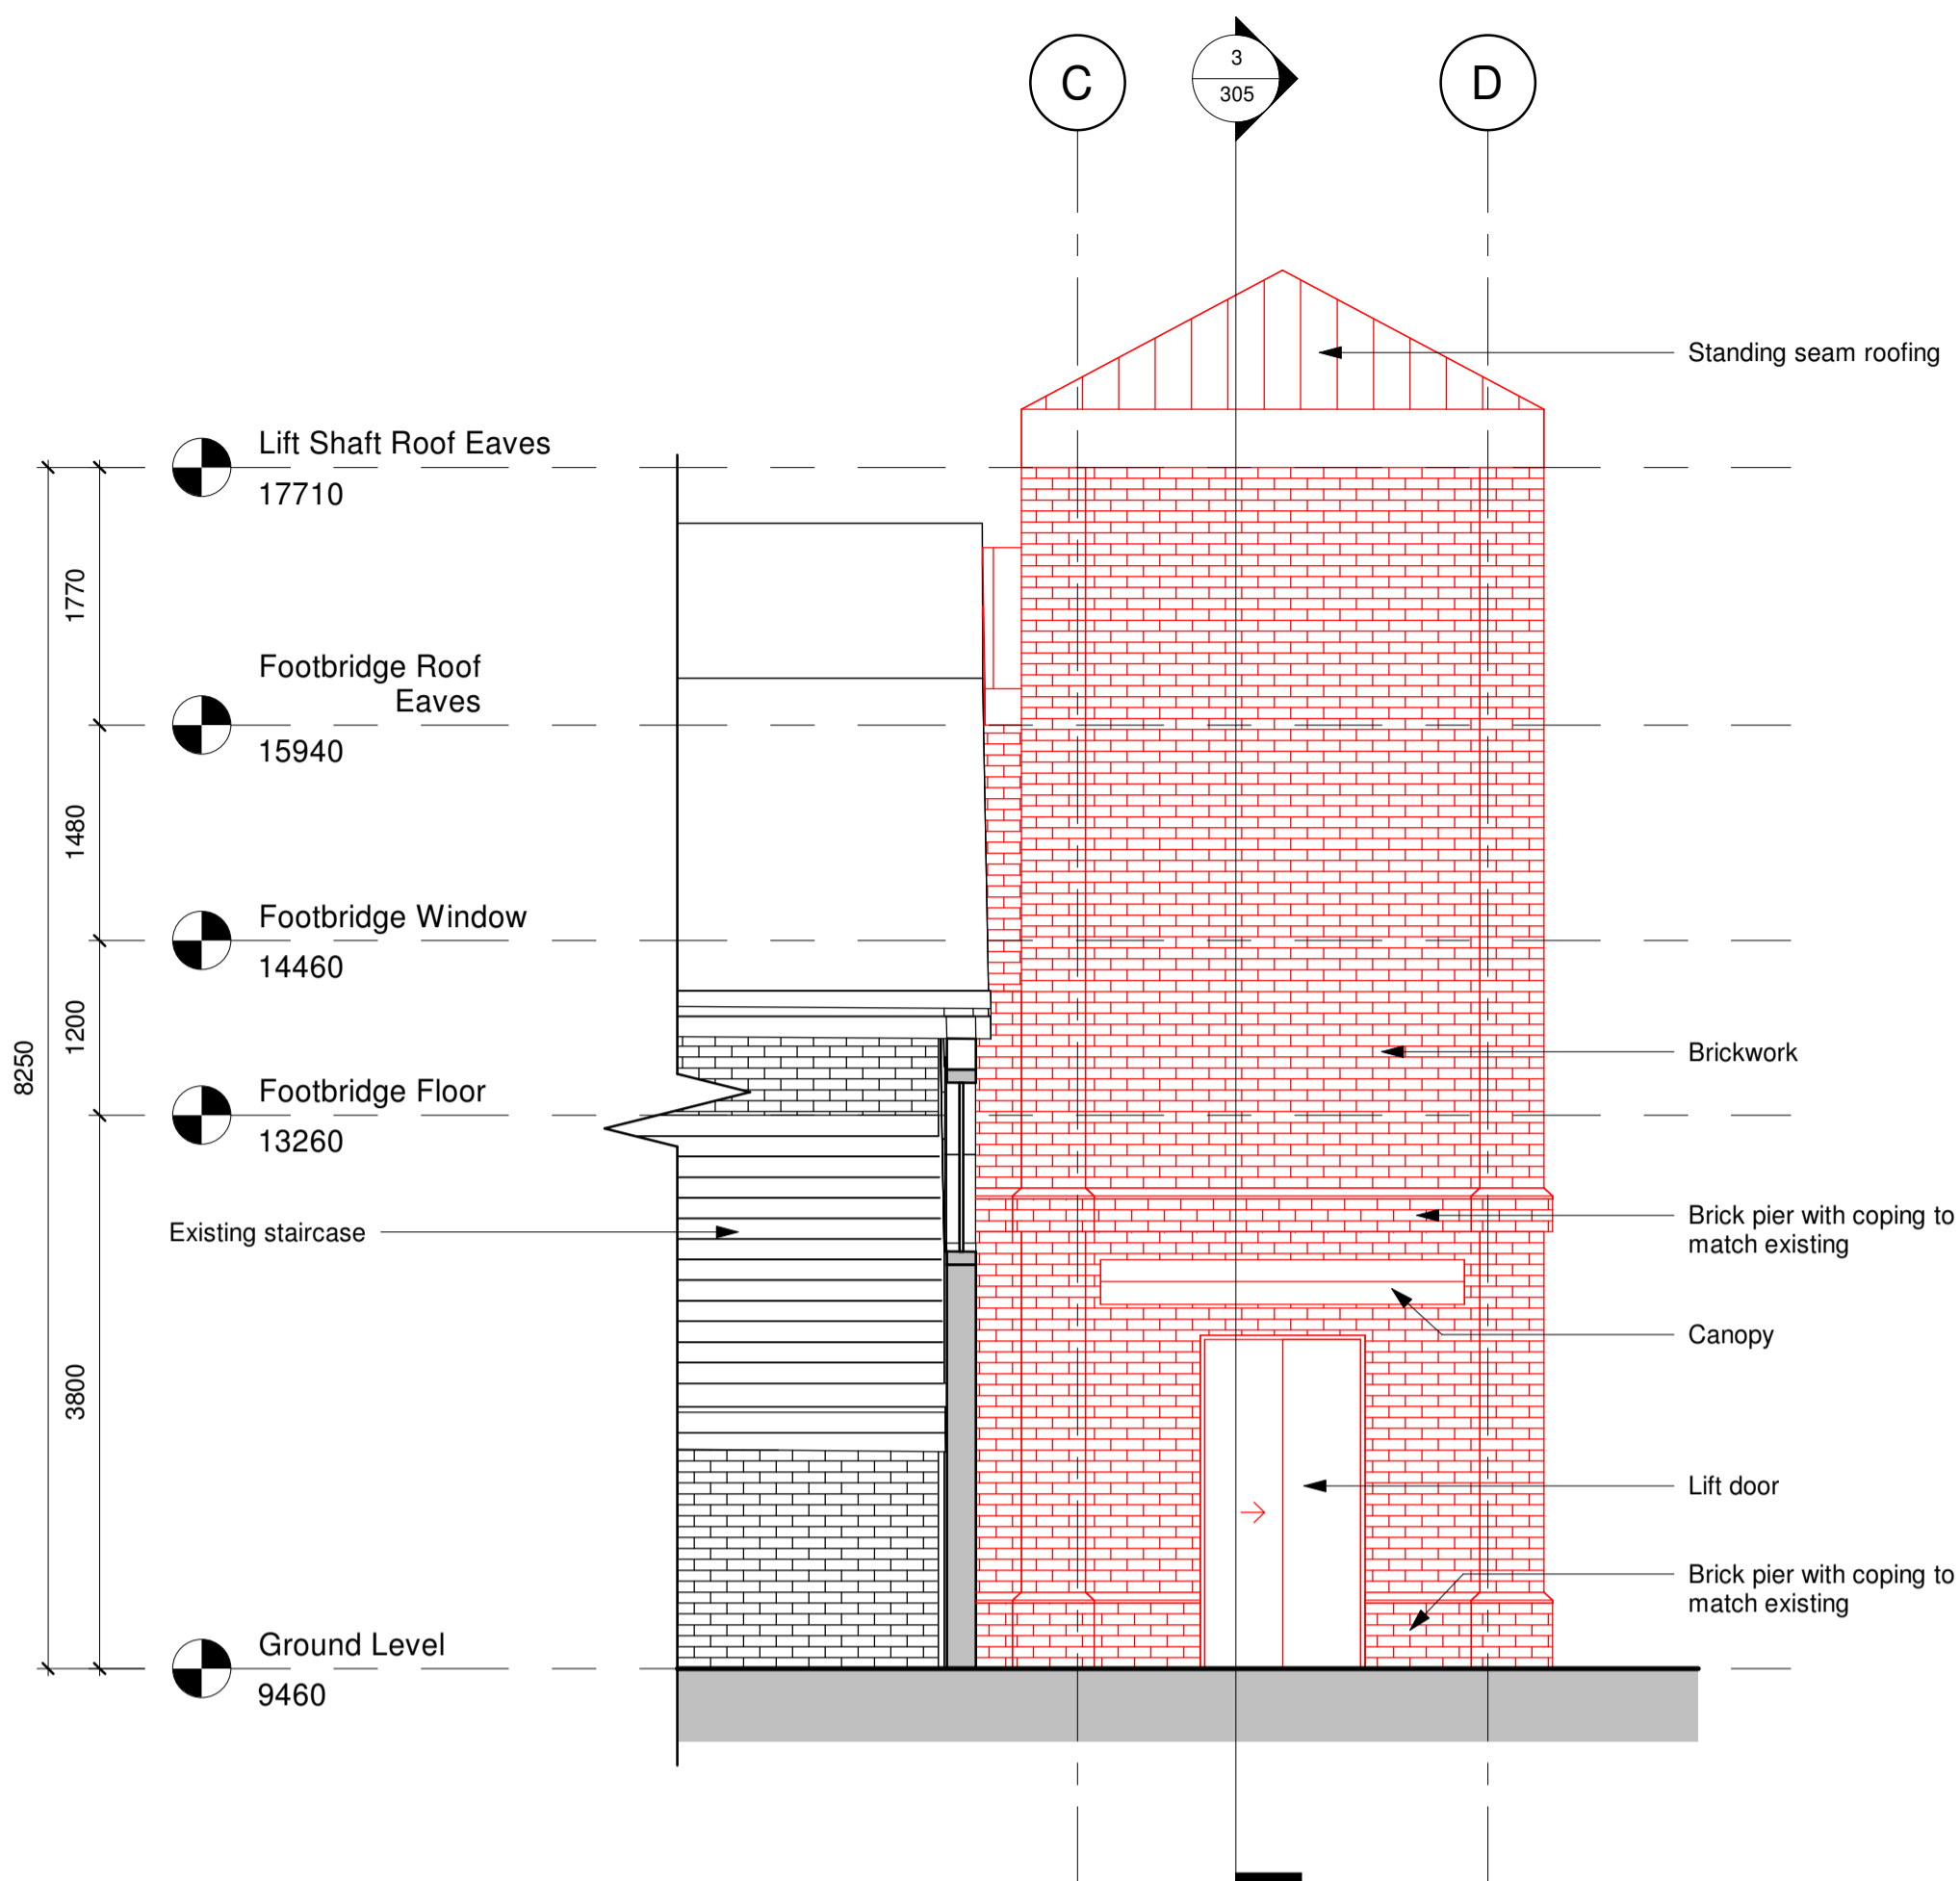 C
3
305
D
Standing seam roofing
Lift Shaft Roof Eaves
17710
1770
Footbridge Roof
Eaves
15940
1480
Footbridge Window
14460
1200
8250
Brickwork
Footbridge Floor
13260
Existing staircase
Brick pier with coping to
match existing
Canopy
3800
Lift door
Brick pier with coping to
match existing
Ground Level
9460